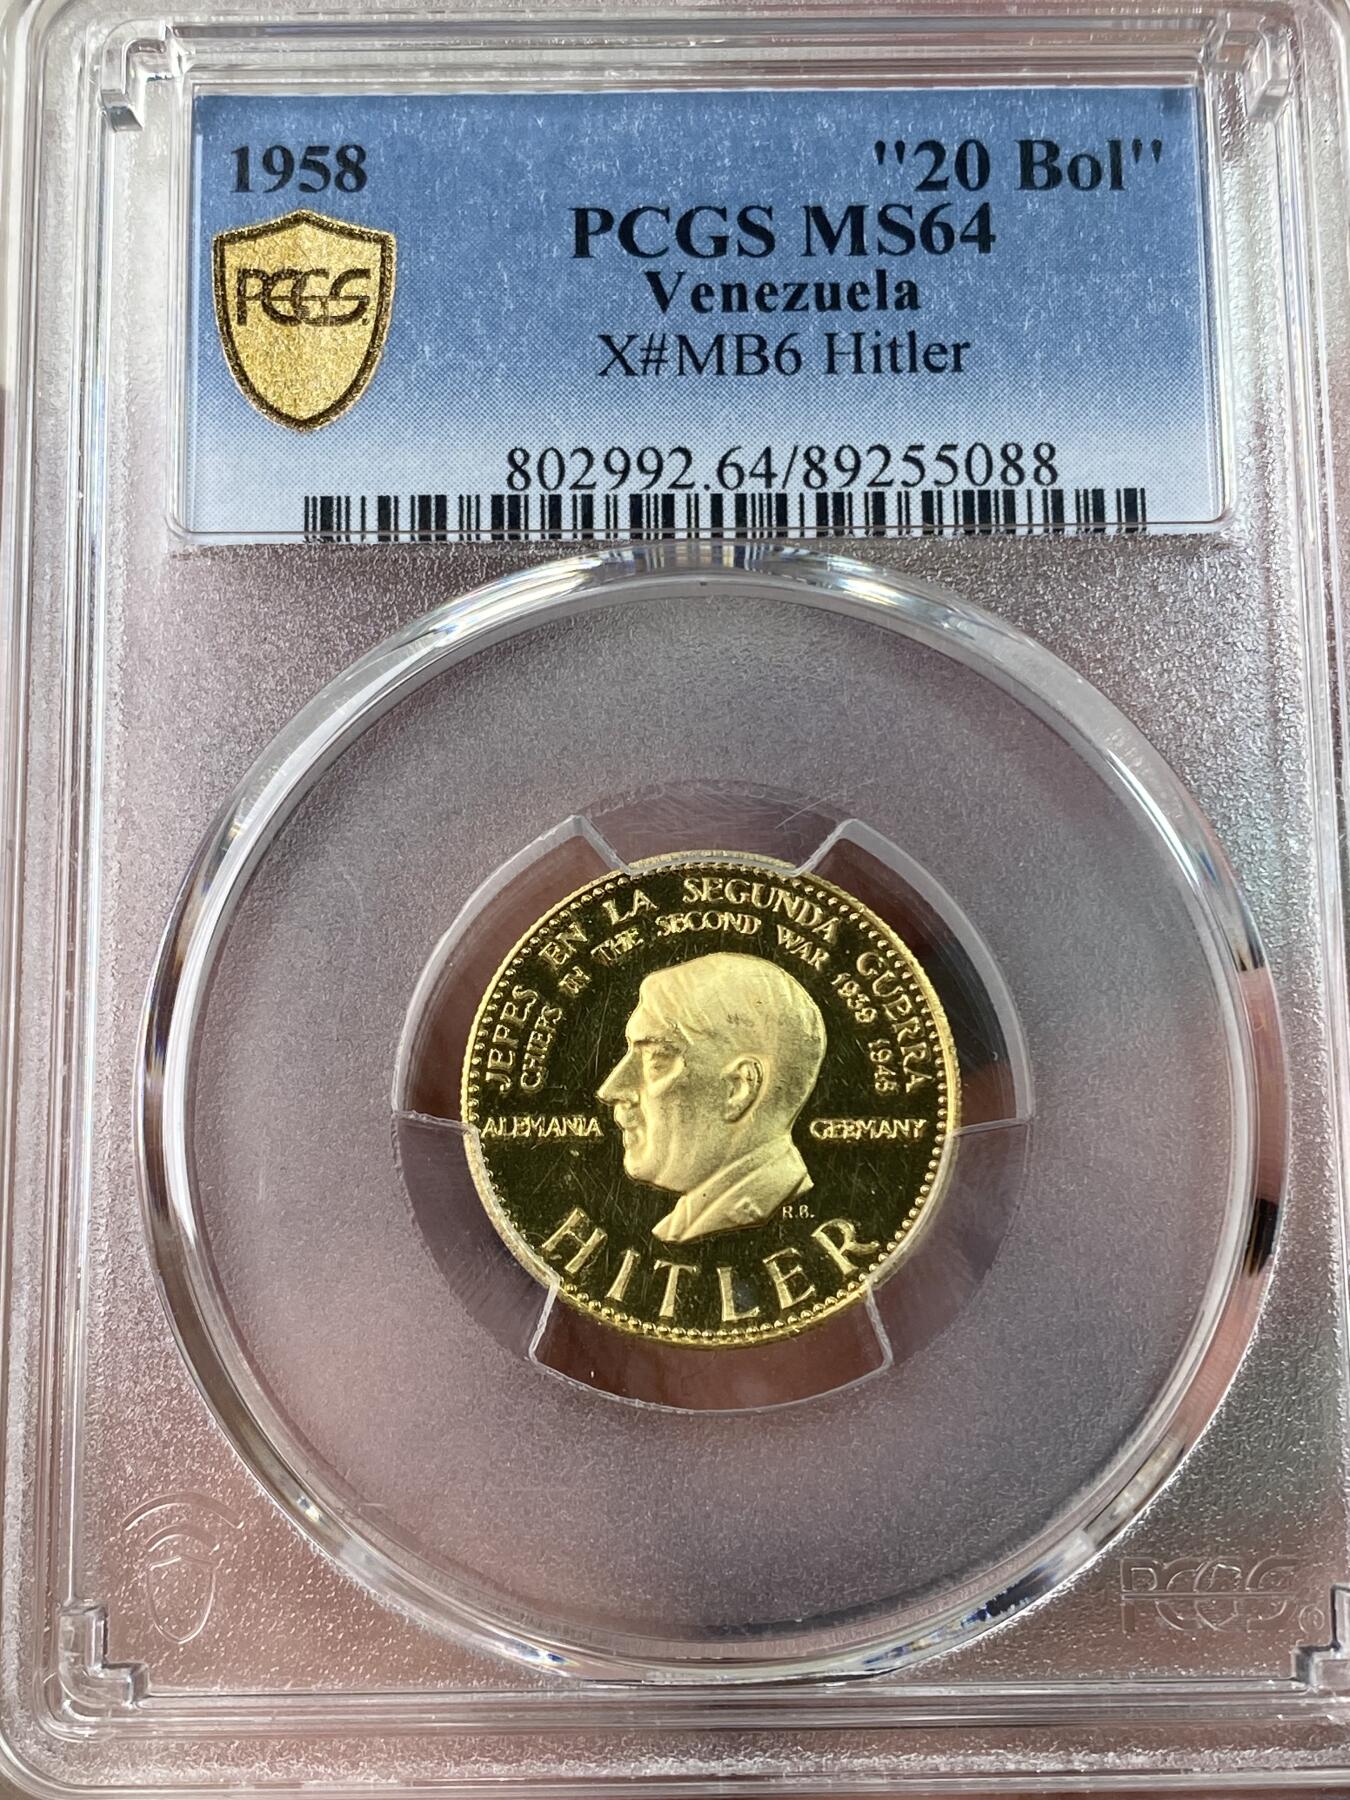 1958 "20 Bol"
PCGS MS64
Venezuela
X#MB6 Hitler
PCGS
802992.64/89255088
JEFES EN LA SEGUNDA GUERRA
CHIEFS IN THE SECOND WAR 1939 1945
ALEMANIA GERMANY
R.B.
HITLER
PCGS